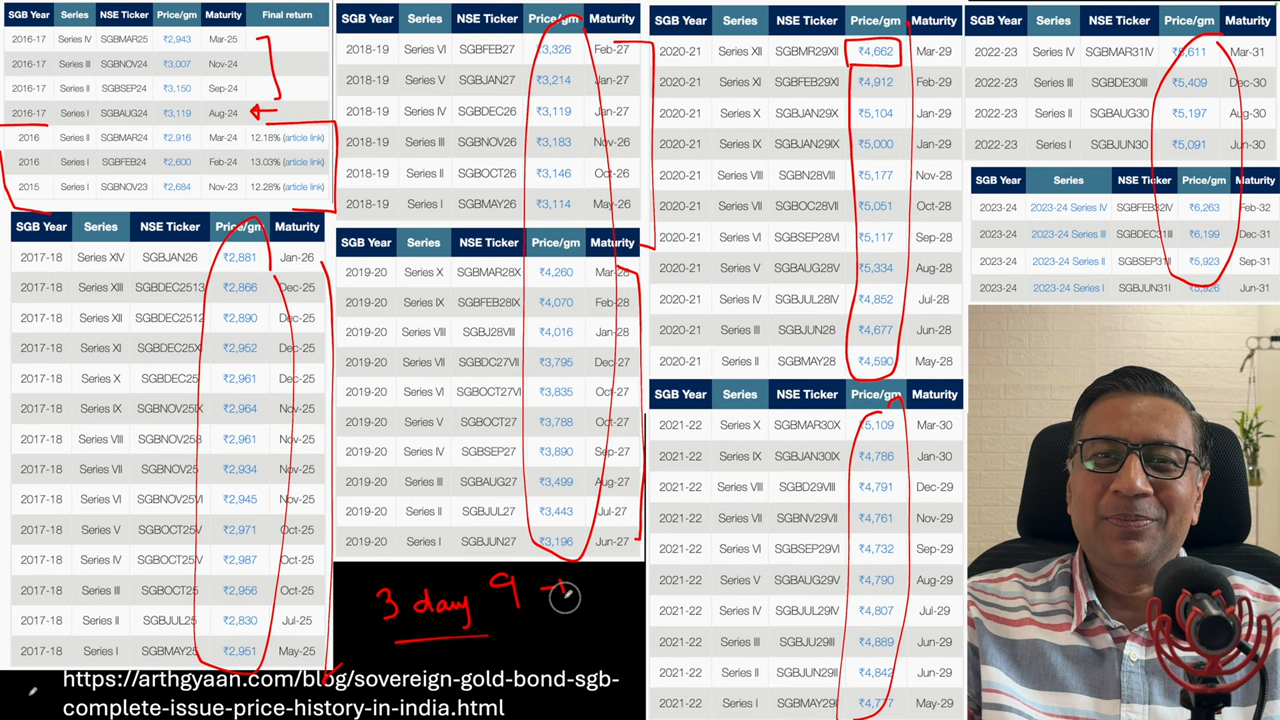 SGB Year Series NSE Ticker Price/gm Maturity Final return
2016-17 Series IV SGBMAR25 ₹2,943 Mar-25
2016-17 Series III SGBNOV24 ₹3,007 Nov-24
2016-17 Series II SGBSEP24 ₹3,150 Sep-24
2016-17 Series I SGBAUG24 ₹3,119 Aug-24
2016 Series II SGBMAR24 ₹2,916 Mar-24 12.18% (article link)
2016 Series I SGBFEB24 ₹2,600 Feb-24 13.03% (article link)
2015 Series I SGBNOV23 ₹2,684 Nov-23 12.28% (article link)
SGB Year Series NSE Ticker Price/gm Maturity
2017-18 Series XIV SGBJAN26 ₹2,881 Jan-26
2017-18 Series XIII SGBDEC2513 ₹2,866 Dec-25
2017-18 Series XII SGBDEC2512 ₹2,890 Dec-25
2017-18 Series XI SGBDEC25X ₹2,952 Dec-25
2017-18 Series X SGBDEC25 ₹2,961 Dec-25
2017-18 Series IX SGBNOV25IX ₹2,964 Nov-25
2017-18 Series VIII SGBNOV258 ₹2,961 Nov-25
2017-18 Series VII SGBNOV25 ₹2,934 Nov-25
2017-18 Series VI SGBNOV25VI ₹2,945 Nov-25
2017-18 Series V SGBOCT25V ₹2,971 Oct-25
2017-18 Series IV SGBOCT25 ₹2,987 Oct-25
2017-18 Series III SGBOCT25 ₹2,956 Oct-25
2017-18 Series II SGBJUL25 ₹2,830 Jul-25
2017-18 Series I SGBMAY25 ₹2,951 May-25
SGB Year Series NSE Ticker Price/gm Maturity
2018-19 Series VI SGBFEB27 ₹3,326 Feb-27
2018-19 Series V SGBJAN27 ₹3,214 Jan-27
2018-19 Series IV SGBDEC26 ₹3,119 Jan-27
2018-19 Series III SGBNOV26 ₹3,183 Nov-26
2018-19 Series II SGBOCT26 ₹3,146 Oct-26
2018-19 Series I SGBMAY26 ₹3,114 May-26
SGB Year Series NSE Ticker Price/gm Maturity
2019-20 Series X SGBMAR28X ₹4,260 Mar-28
2019-20 Series IX SGBFEB28IX ₹4,070 Feb-28
2019-20 Series VIII SGBJ28VIII ₹4,016 Jan-28
2019-20 Series VII SGBDC27VII ₹3,795 Dec-27
2019-20 Series VI SGBOCT27VI ₹3,835 Oct-27
2019-20 Series V SGBOCT27 ₹3,788 Oct-27
2019-20 Series IV SGBSEP27 ₹3,890 Sep-27
2019-20 Series III SGBAUG27 ₹3,499 Aug-27
2019-20 Series II SGBJUL27 ₹3,443 Jul-27
2019-20 Series I SGBJUN27 ₹3,196 Jun-27
3 day 9
https://arthgyaan.com/blog/sovereign-gold-bond-sgb-
complete-issue-price-history-in-india.html
SGB Year Series NSE Ticker Price/gm Maturity
2020-21 Series XII SGBMR29XII ₹4,662 Mar-29
2020-21 Series XI SGBFEB29XI ₹4,912 Feb-29
2020-21 Series X SGBJAN29X ₹5,104 Jan-29
2020-21 Series IX SGBJAN29IX ₹5,000 Jan-29
2020-21 Series VIII SGBN28VIII ₹5,177 Nov-28
2020-21 Series VII SGBOC28VII ₹5,051 Oct-28
2020-21 Series VI SGBSEP28VI ₹5,117 Sep-28
2020-21 Series V SGBAUG28V ₹5,334 Aug-28
2020-21 Series IV SGBJUL28IV ₹4,852 Jul-28
2020-21 Series III SGBJUN28 ₹4,677 Jun-28
2020-21 Series II SGBMAY28 ₹4,590 May-28
SGB Year Series NSE Ticker Price/gm Maturity
2021-22 Series X SGBMAR30X ₹5,109 Mar-30
2021-22 Series IX SGBJAN30IX ₹4,786 Jan-30
2021-22 Series VIII SGBD29VIII ₹4,791 Dec-29
2021-22 Series VII SGBNV29VII ₹4,761 Nov-29
2021-22 Series VI SGBSEP29VI ₹4,732 Sep-29
2021-22 Series V SGBAUG29V ₹4,790 Aug-29
2021-22 Series IV SGBJUL29IV ₹4,807 Jul-29
2021-22 Series III SGBJU29III ₹4,889 Jun-29
2021-22 Series II SGBJUN29II ₹4,842 Jun-29
2021-22 Series I SGBMAY29I ₹4,777 May-29
SGB Year Series NSE Ticker Price/gm Maturity
2022-23 Series IV SGBMAR31IV ₹5,611 Mar-31
2022-23 Series III SGBDE30III ₹5,409 Dec-30
2022-23 Series II SGBAUG30 ₹5,197 Aug-30
2022-23 Series I SGBJUN30 ₹5,091 Jun-30
SGB Year Series NSE Ticker Price/gm Maturity
2023-24 2023-24 Series IV SGBFEB32IV ₹6,263 Feb-32
2023-24 2023-24 Series III SGBDEC31III ₹6,199 Dec-31
2023-24 2023-24 Series II SGBSEP31II ₹5,923 Sep-31
2023-24 2023-24 Series I SGBJUN31I ₹5,926 Jun-31